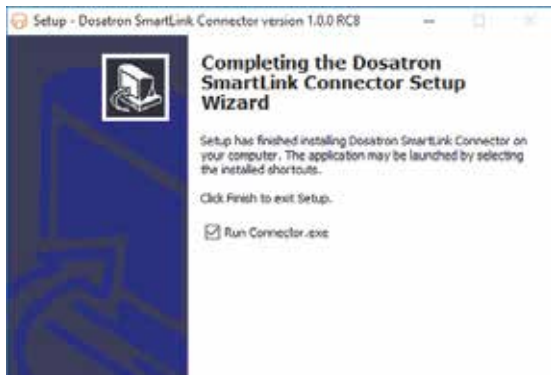 Setup - Dosatron SmartLink Connector version 1.0.0 RC8
Completing the Dosatron
SmartLink Connector Setup
Wizard
Setup has finished installing Dosatron SmartLink Connector on
your computer. The application may be launched by selecting
the installed shortcuts.
Click Finish to exit Setup.
Run Connector.exe